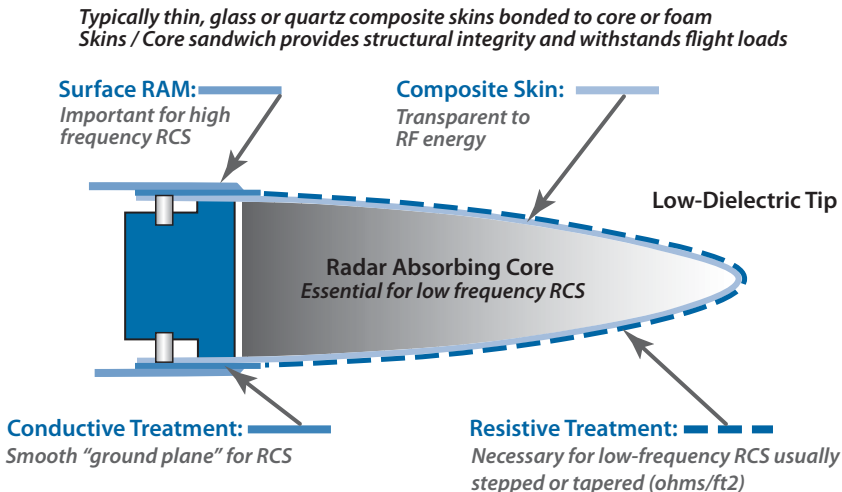 Typically thin, glass or quartz composite skins bonded to core or foam
Skins / Core sandwich provides structural integrity and withstands flight loads
Surface RAM:
Important for high
frequency RCS
Composite Skin:
Transparent to
RF energy
Low-Dielectric Tip
Radar Absorbing Core
Essential for low frequency RCS
Conductive Treatment:
Smooth “ground plane” for RCS
Resistive Treatment:
Necessary for low-frequency RCS usually
stepped or tapered (ohms/ft2)